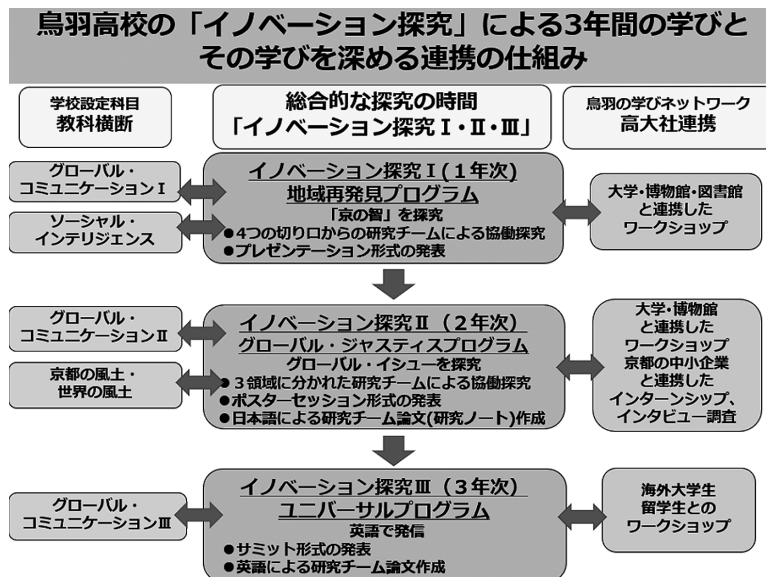 鳥羽高校の「イノベーション探究」による3年間の学びと
その学びを深める連携の仕組み
学校設定科目
教科横断
総合的な探究の時間
「イノベーション探究Ⅰ・Ⅱ・Ⅲ」
鳥羽の学びネットワーク
高大社連携
グローバル・
コミュニケーションⅠ
ソーシャル・
インテリジェンス
イノベーション探究Ⅰ(1年次)
地域再発見プログラム
「京の智」を探究
●4つの切り口からの研究チームによる協働探究
●プレゼンテーション形式の発表
大学・博物館・図書館
と連携した
ワークショップ
グローバル・
コミュニケーションⅡ
京都の風土・
世界の風土
イノベーション探究Ⅱ(2年次)
グローバル・ジャスティスプログラム
グローバル・イシューを探究
●3領域に分かれた研究チームによる協働探究
●ポスターセッション形式の発表
●日本語による研究チーム論文(研究ノート)作成
大学・博物館
と連携した
ワークショップ
京都の中小企業
と連携した
インターンシップ、
インタビュー調査
グローバル・
コミュニケーションⅢ
イノベーション探究Ⅲ(3年次)
ユニバーサルプログラム
英語で発信
●サミット形式の発表
●英語による研究チーム論文作成
海外大学生
留学生との
ワークショップ